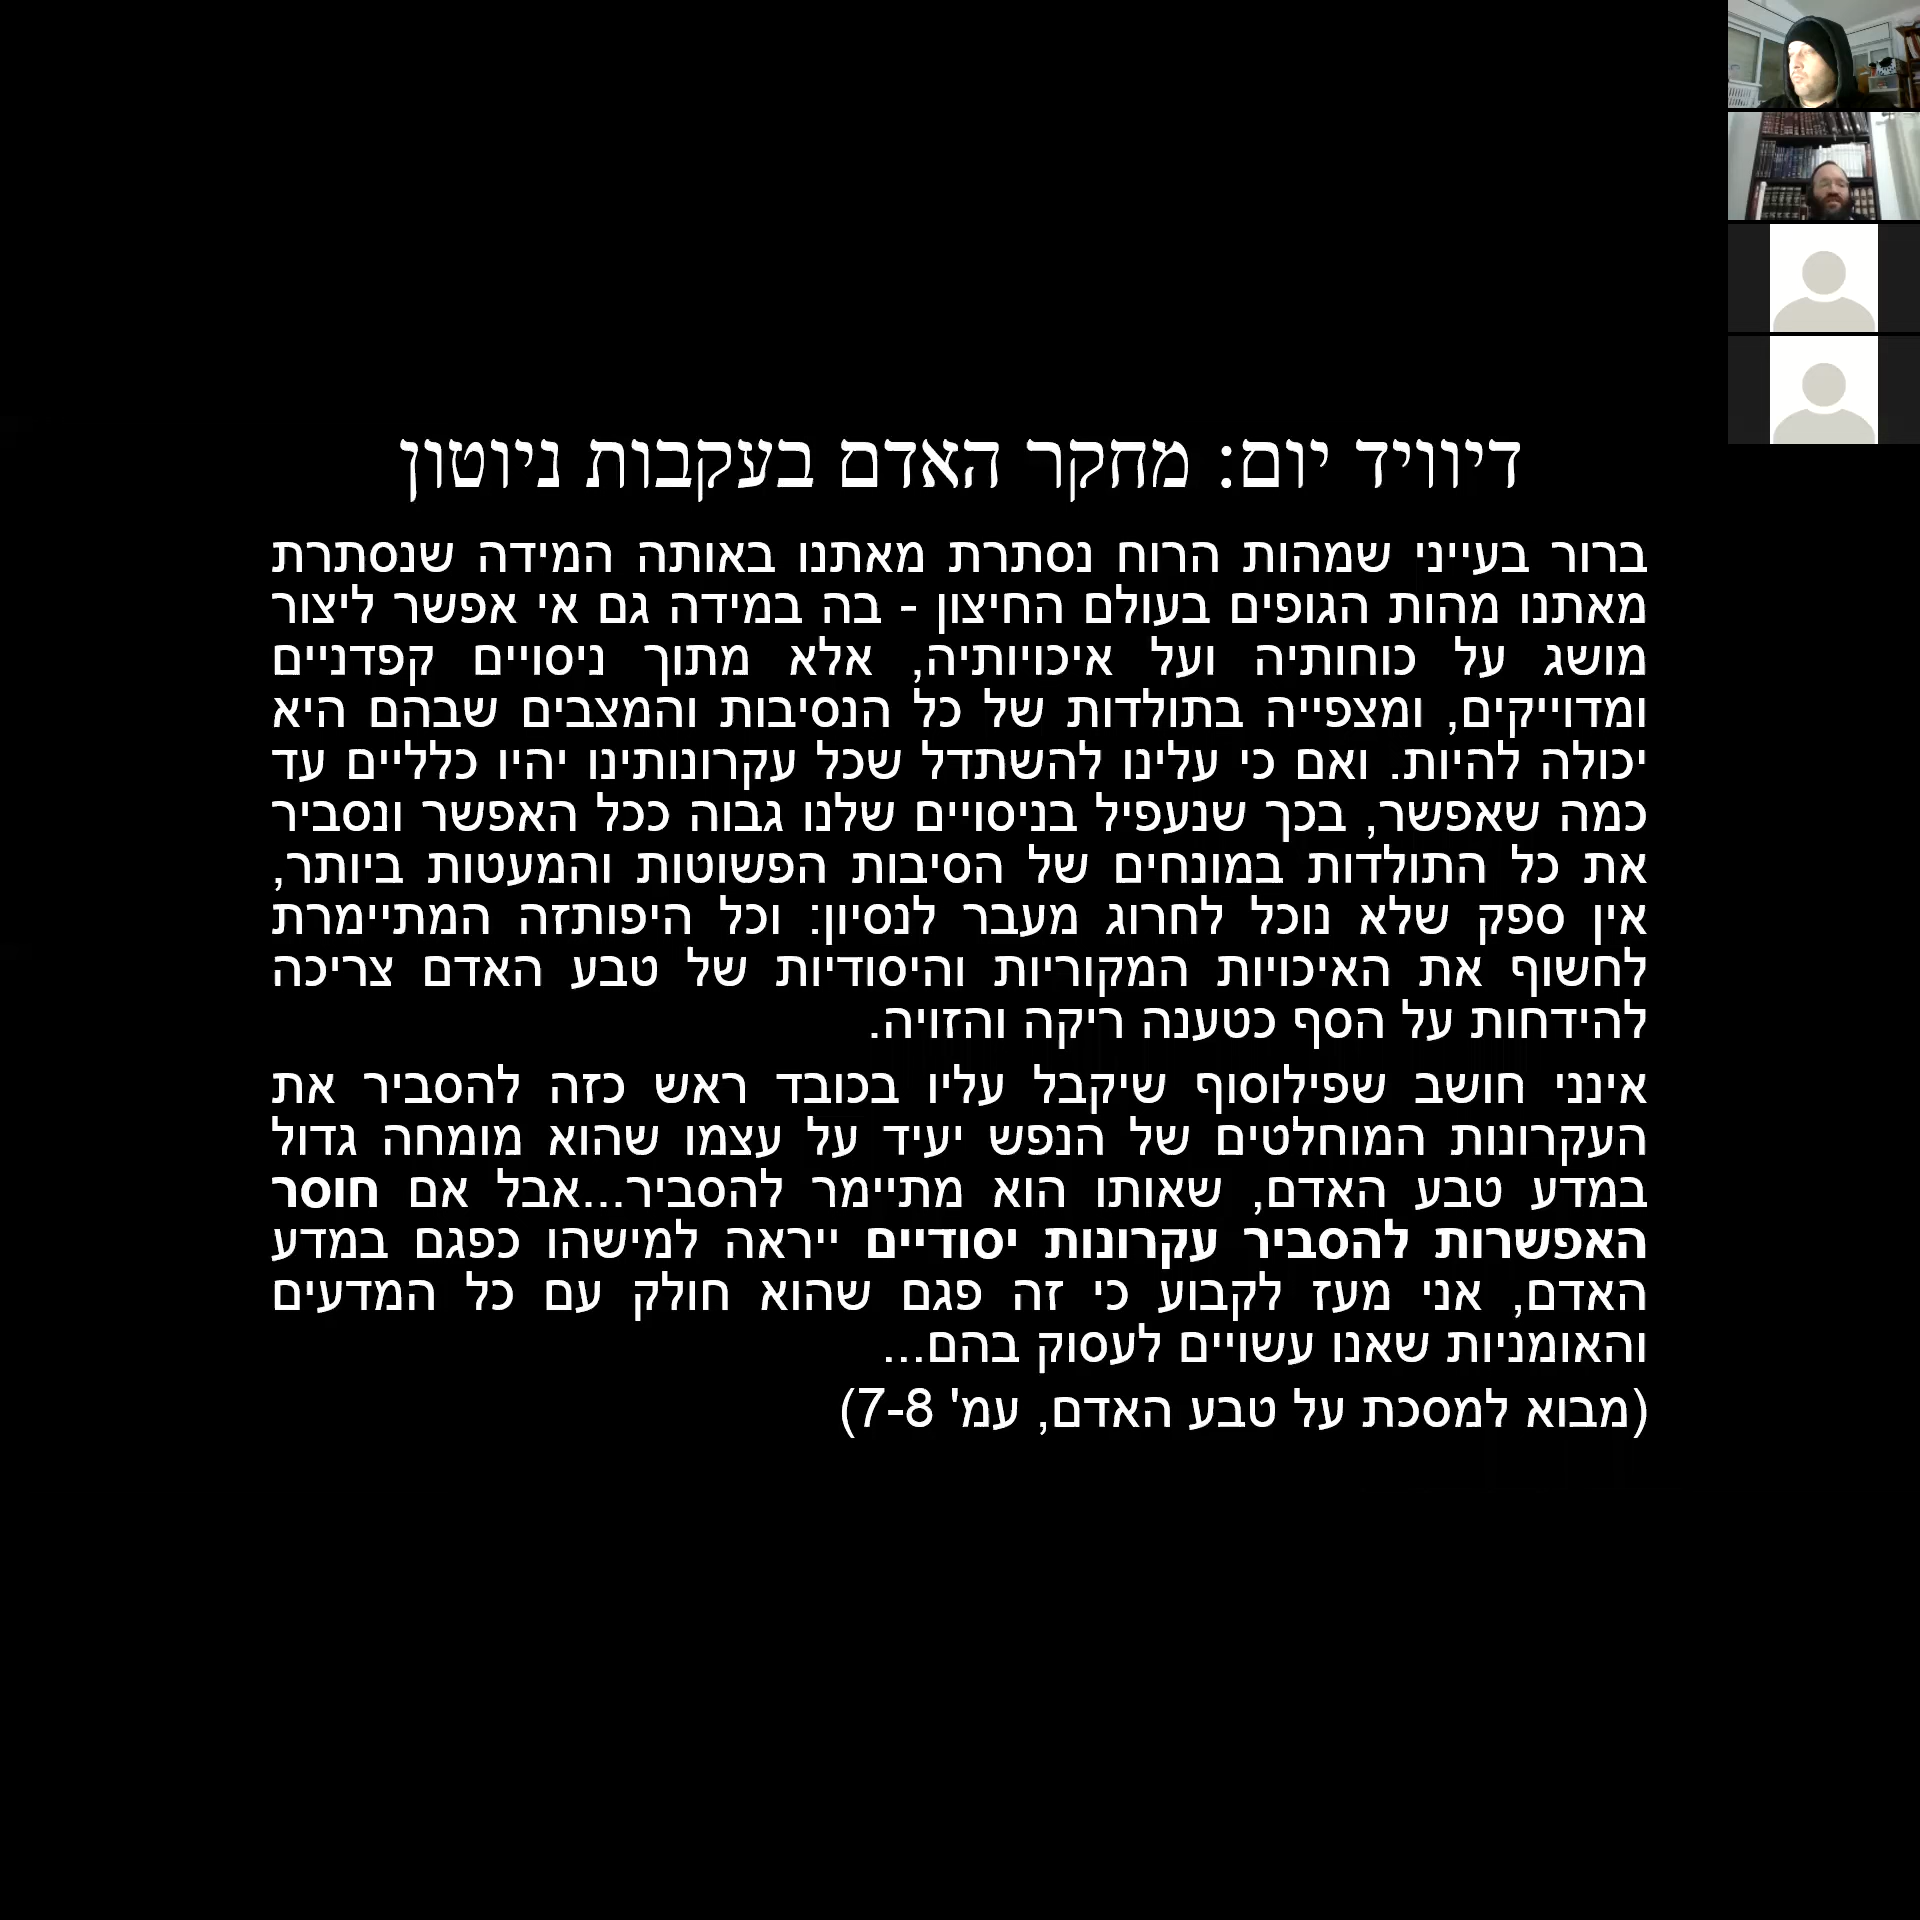 דיוויד יום: מחקר האדם בעקבות ניוטון
ברור בעייני שמהות הרוח נסתרת מאתנו באותה המידה שנסתרת
מאתנו מהות הגופים בעולם החיצון - בה במידה גם אי אפשר ליצור
מושג על כוחותיה ועל איכויותיה, אלא מתוך ניסויים קפדניים
ומדוייקים, ומצפייה בתולדות של כל הנסיבות והמצבים שבהם היא
יכולה להיות. ואם כי עלינו להשתדל שכל עקרונותינו יהיו כלליים עד
כמה שאפשר, בכך שנעפיל בניסויים שלנו גבוה ככל האפשר ונסביר
את כל התולדות במונחים של הסיבות הפשוטות והמעטות ביותר,
אין ספק שלא נוכל לחרוג מעבר לנסיון: וכל היפותזה המתיימרת
לחשוף את האיכויות המקוריות והיסודיות של טבע האדם צריכה
להידחות על הסף כטענה ריקה והזויה.
אינני חושב שפילוסוף שיקבל עליו בכובד ראש כזה להסביר את
העקרונות המוחלטים של הנפש יעיד על עצמו שהוא מומחה גדול
במדע טבע האדם, שאותו הוא מתיימר להסביר...אבל אם חוסר
האפשרות להסביר עקרונות יסודיים ייראה למישהו כפגם במדע
האדם, אני מעז לקבוע כי זה פגם שהוא חולק עם כל המדעים
והאומניות שאנו עשויים לעסוק בהם...
(מבוא למסכת על טבע האדם, עמ' 7-8)